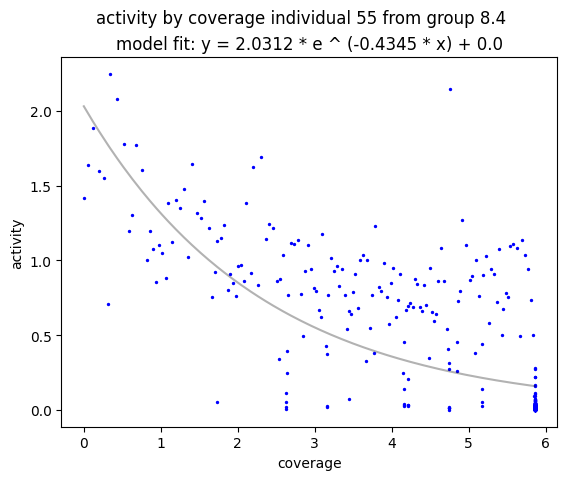 activity by coverage individual 55 from group 8.4
model fit: y = 2.0312 * e ^ (-0.4345 * x) + 0.0
2.0
1.5
1.0
0.5
0.0
activity
0 1 2 3 4 5 6
coverage